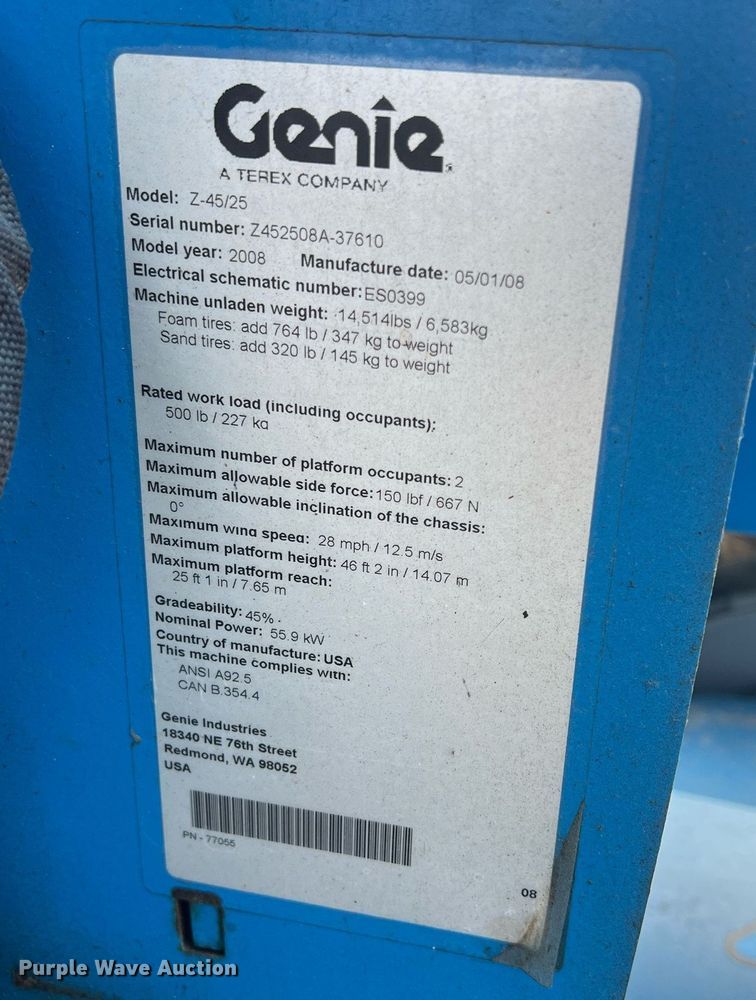 Genie
A TEREX COMPANY
Model: Z-45/25
Serial number: Z452508A-37610
Model year: 2008 Manufacture date: 05/01/08
Electrical schematic number: ES0399
Machine unladen weight: 14,514lbs / 6,583kg
Foam tires: add 764 lb / 347 kg to weight
Sand tires: add 320 lb / 145 kg to weight
Rated work load (including occupants):
500 lb / 227 kg
Maximum number of platform occupants: 2
Maximum allowable side force: 150 lbf / 667 N
Maximum allowable inclination of the chassis:
0°
Maximum wind speed: 28 mph / 12.5 m/s
Maximum platform height: 46 ft 2 in / 14.07 m
Maximum platform reach:
25 ft 1 in / 7.65 m
Gradeability: 45%
Nominal Power: 55.9 kW
Country of manufacture: USA
This machine complies with:
ANSI A92.5
CAN B.354.4
Genie Industries
18340 NE 76th Street
Redmond, WA 98052
USA
PN - 77055
08
Purple Wave Auction